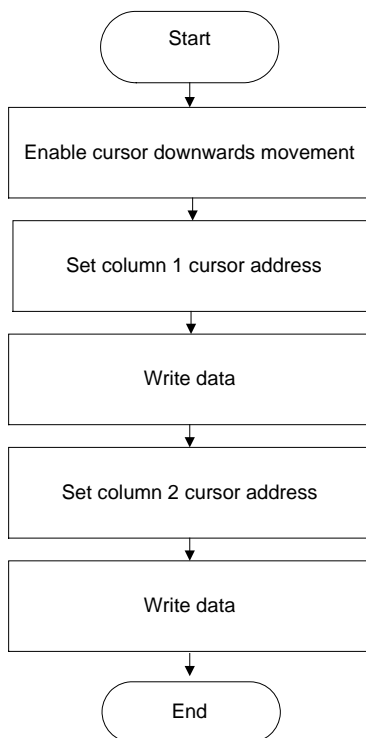 Start
Enable cursor downwards movement
Set column 1 cursor address
Write data
Set column 2 cursor address
Write data
End